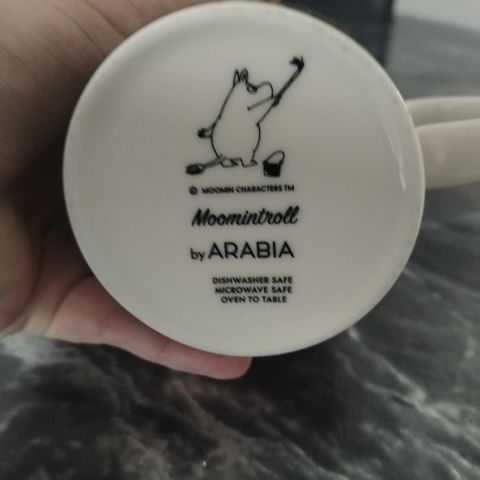 © MOOMIN CHARACTERS TM
Moomintroll
by ARABIA
DISHWASHER SAFE
MICROWAVE SAFE
OVEN TO TABLE